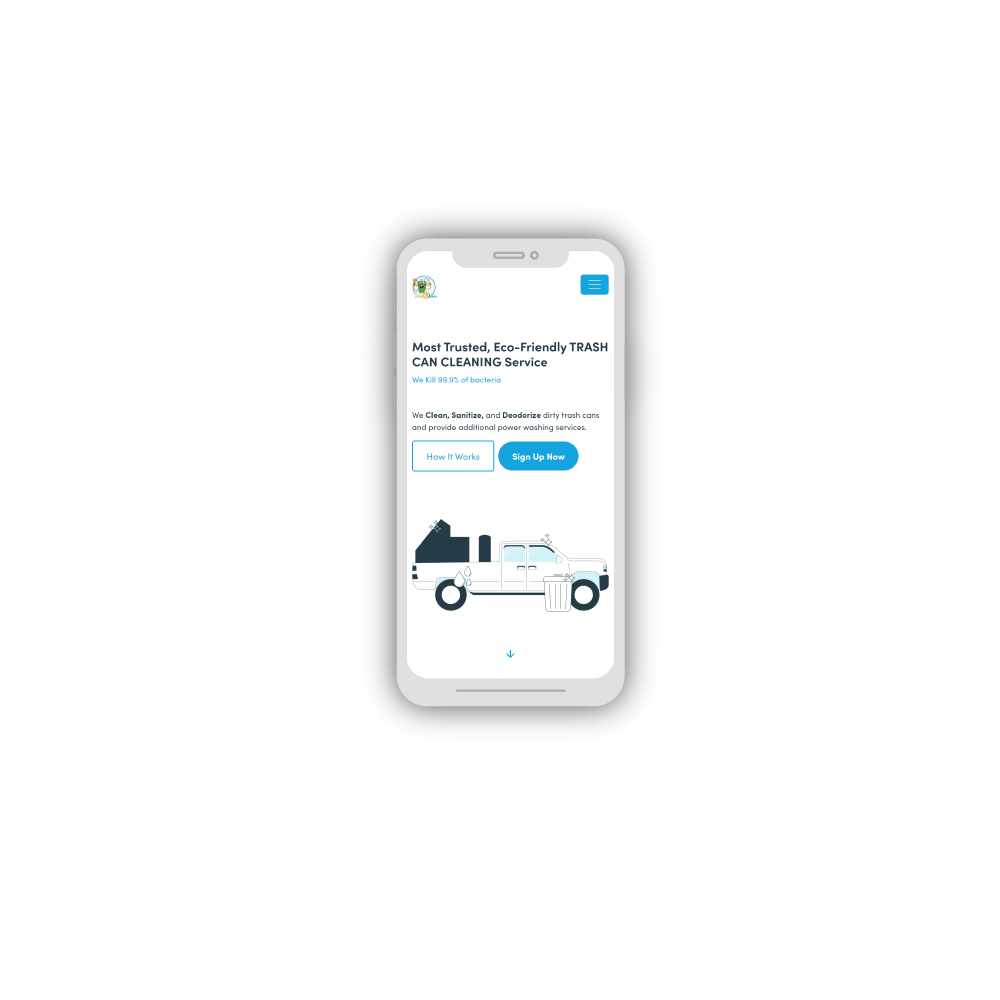 Most Trusted, Eco-Friendly TRASH
CAN CLEANING Service
We Kill 99.9% of bacteria
We Clean, Sanitize, and Deodorize dirty trash cans
and provide additional power washing services.
How It Works
Sign Up Now